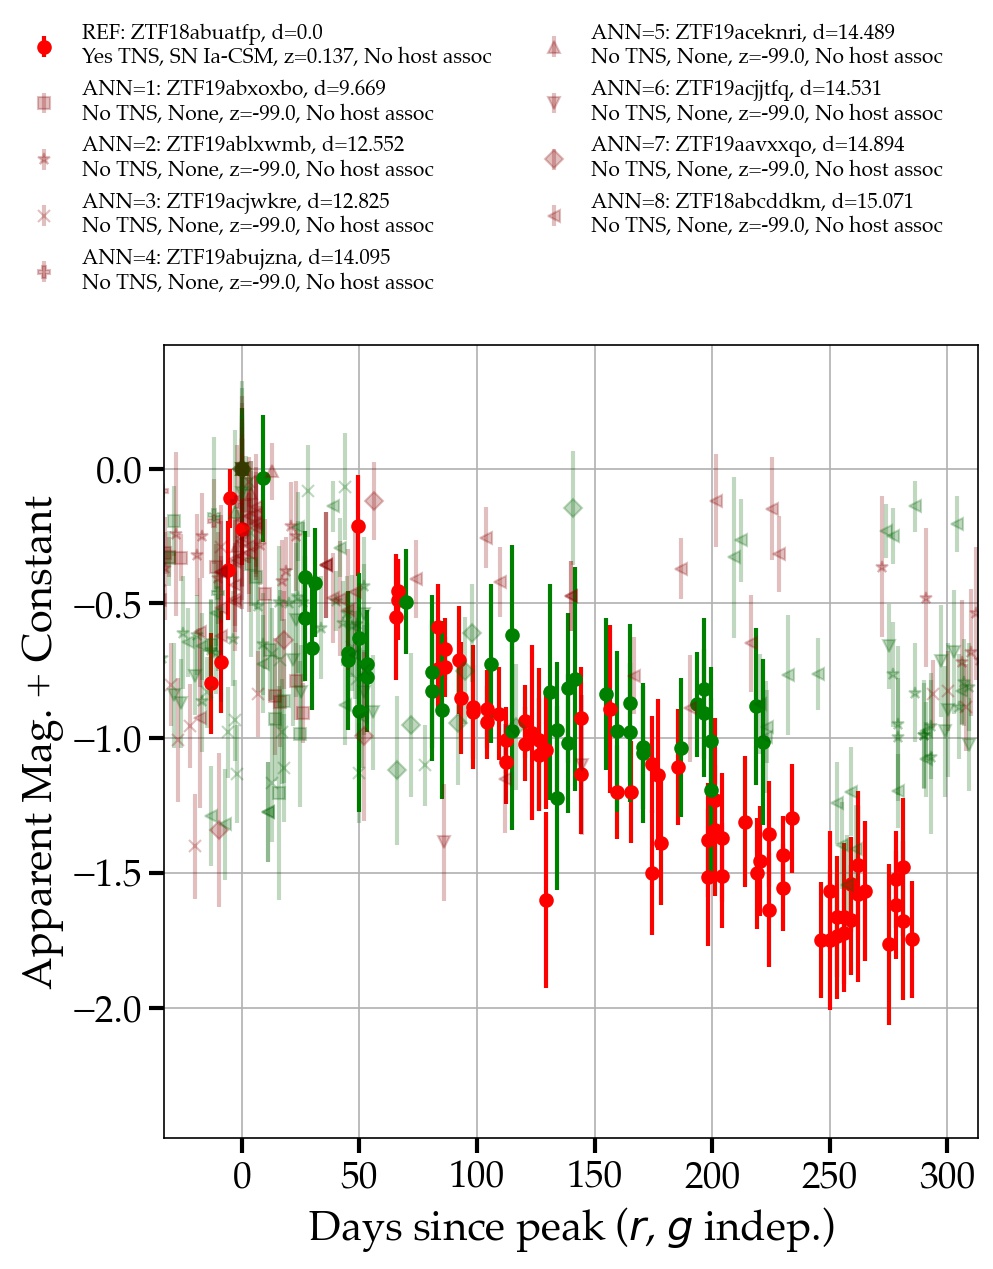 REF: ZTF18abuatfp, d=0.0
Yes TNS, SN Ia-CSM, z=0.137, No host assoc
ANN=1: ZTF19abxoxbo, d=9.669
No TNS, None, z=-99.0, No host assoc
ANN=2: ZTF19ablxwmb, d=12.552
No TNS, None, z=-99.0, No host assoc
ANN=3: ZTF19acjwkre, d=12.825
No TNS, None, z=-99.0, No host assoc
ANN=4: ZTF19abujzna, d=14.095
No TNS, None, z=-99.0, No host assoc
ANN=5: ZTF19aceknri, d=14.489
No TNS, None, z=-99.0, No host assoc
ANN=6: ZTF19acjjtfq, d=14.531
No TNS, None, z=-99.0, No host assoc
ANN=7: ZTF19aavxxqo, d=14.894
No TNS, None, z=-99.0, No host assoc
ANN=8: ZTF18abcddkm, d=15.071
No TNS, None, z=-99.0, No host assoc
Apparent Mag. + Constant
0.0
−0.5
−1.0
−1.5
−2.0
0 50 100 150 200 250 300
Days since peak (r, g indep.)